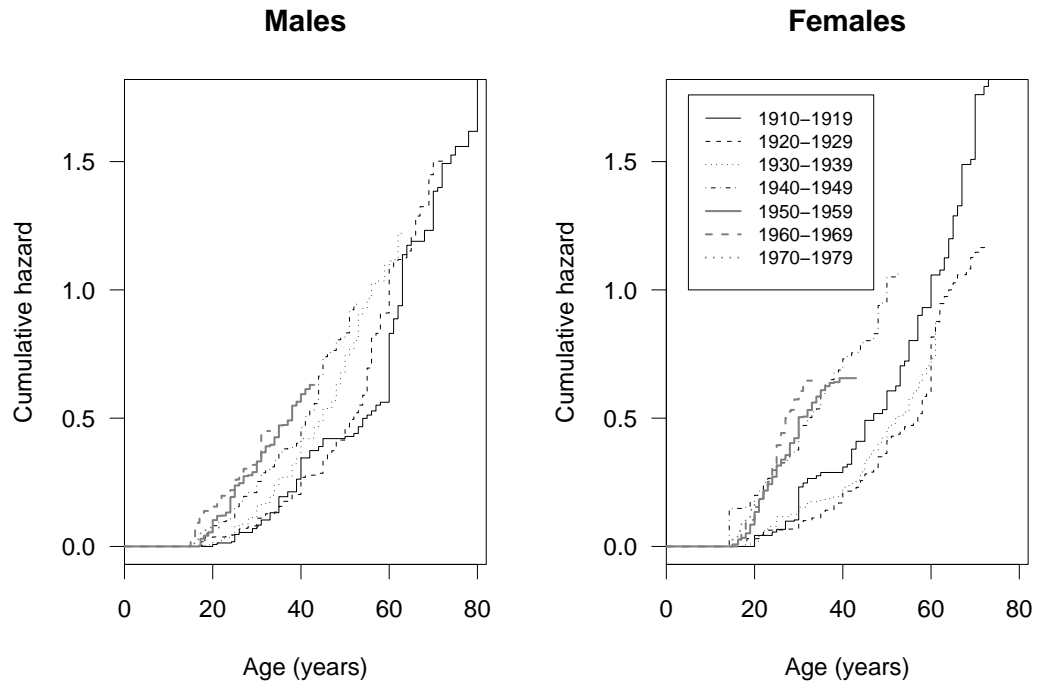 Males
Females
Cumulative hazard
1.5
1.0
0.5
0.0
0 20 40 60 80
Age (years)
Cumulative hazard
1.5
1.0
0.5
0.0
1910−1919
1920−1929
1930−1939
1940−1949
1950−1959
1960−1969
1970−1979
0 20 40 60 80
Age (years)